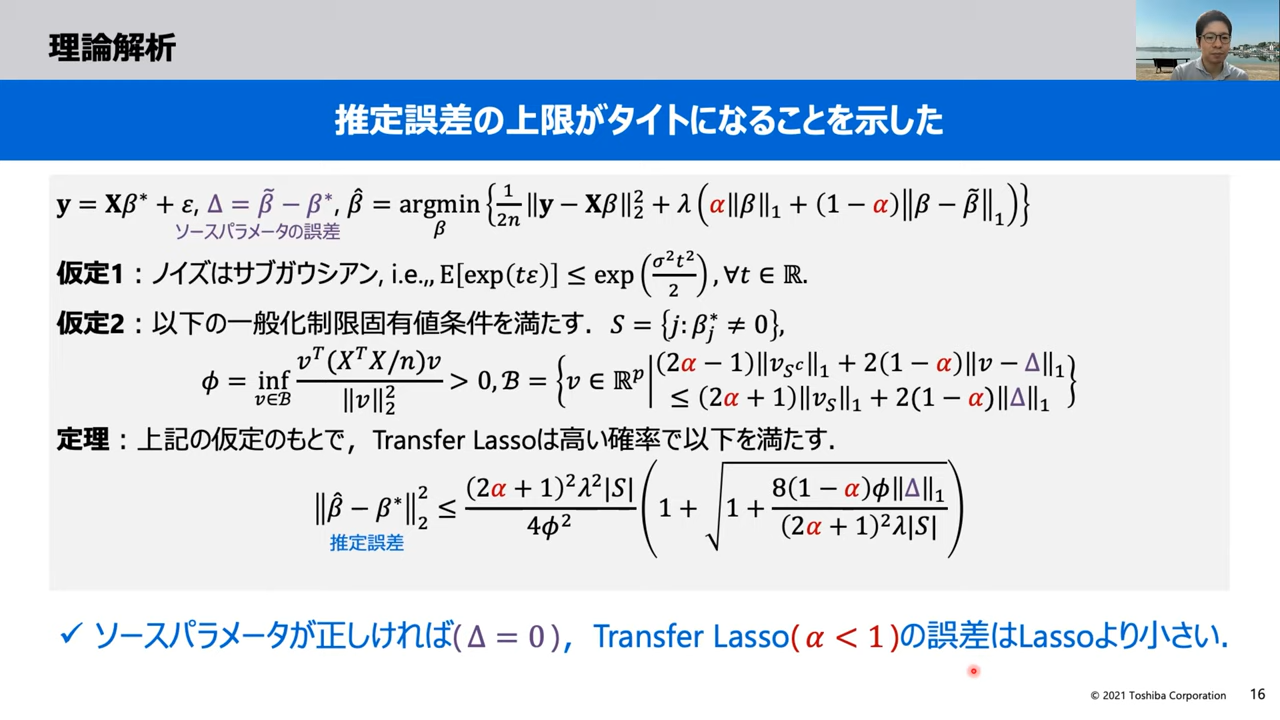 理論解析
推定誤差の上限がタイトになることを示した
y = Xβ* + ε, Δ = β̃ − β*, β̂ = argmin_β { 1/(2n) ‖y − Xβ‖₂² + λ(α‖β‖₁ + (1 − α)‖β − β̃‖₁) }
ソースパラメータの誤差
仮定1：ノイズはサブガウシアン, i.e.,, E[exp(tε)] ≤ exp(σ²t²/2), ∀t ∈ ℝ.
仮定2：以下の一般化制限固有値条件を満たす．S = {j: β*_j ≠ 0},
ϕ = inf_{v∈ℬ} v^T(X^TX/n)v / ‖v‖₂² > 0, ℬ = { v ∈ ℝ^p | (2α − 1)‖v_{S^c}‖₁ + 2(1 − α)‖v − Δ‖₁
≤ (2α + 1)‖v_S‖₁ + 2(1 − α)‖Δ‖₁ }
定理：上記の仮定のもとで，Transfer Lassoは高い確率で以下を満たす．
‖β̂ − β*‖₂² ≤ (2α + 1)²λ²|S| / 4ϕ² ( 1 + √(1 + 8(1 − α)ϕ‖Δ‖₁ / (2α + 1)²λ|S|) )
推定誤差
✓ ソースパラメータが正しければ(Δ = 0)，Transfer Lasso(α < 1)の誤差はLassoより小さい．
© 2021 Toshiba Corporation 16